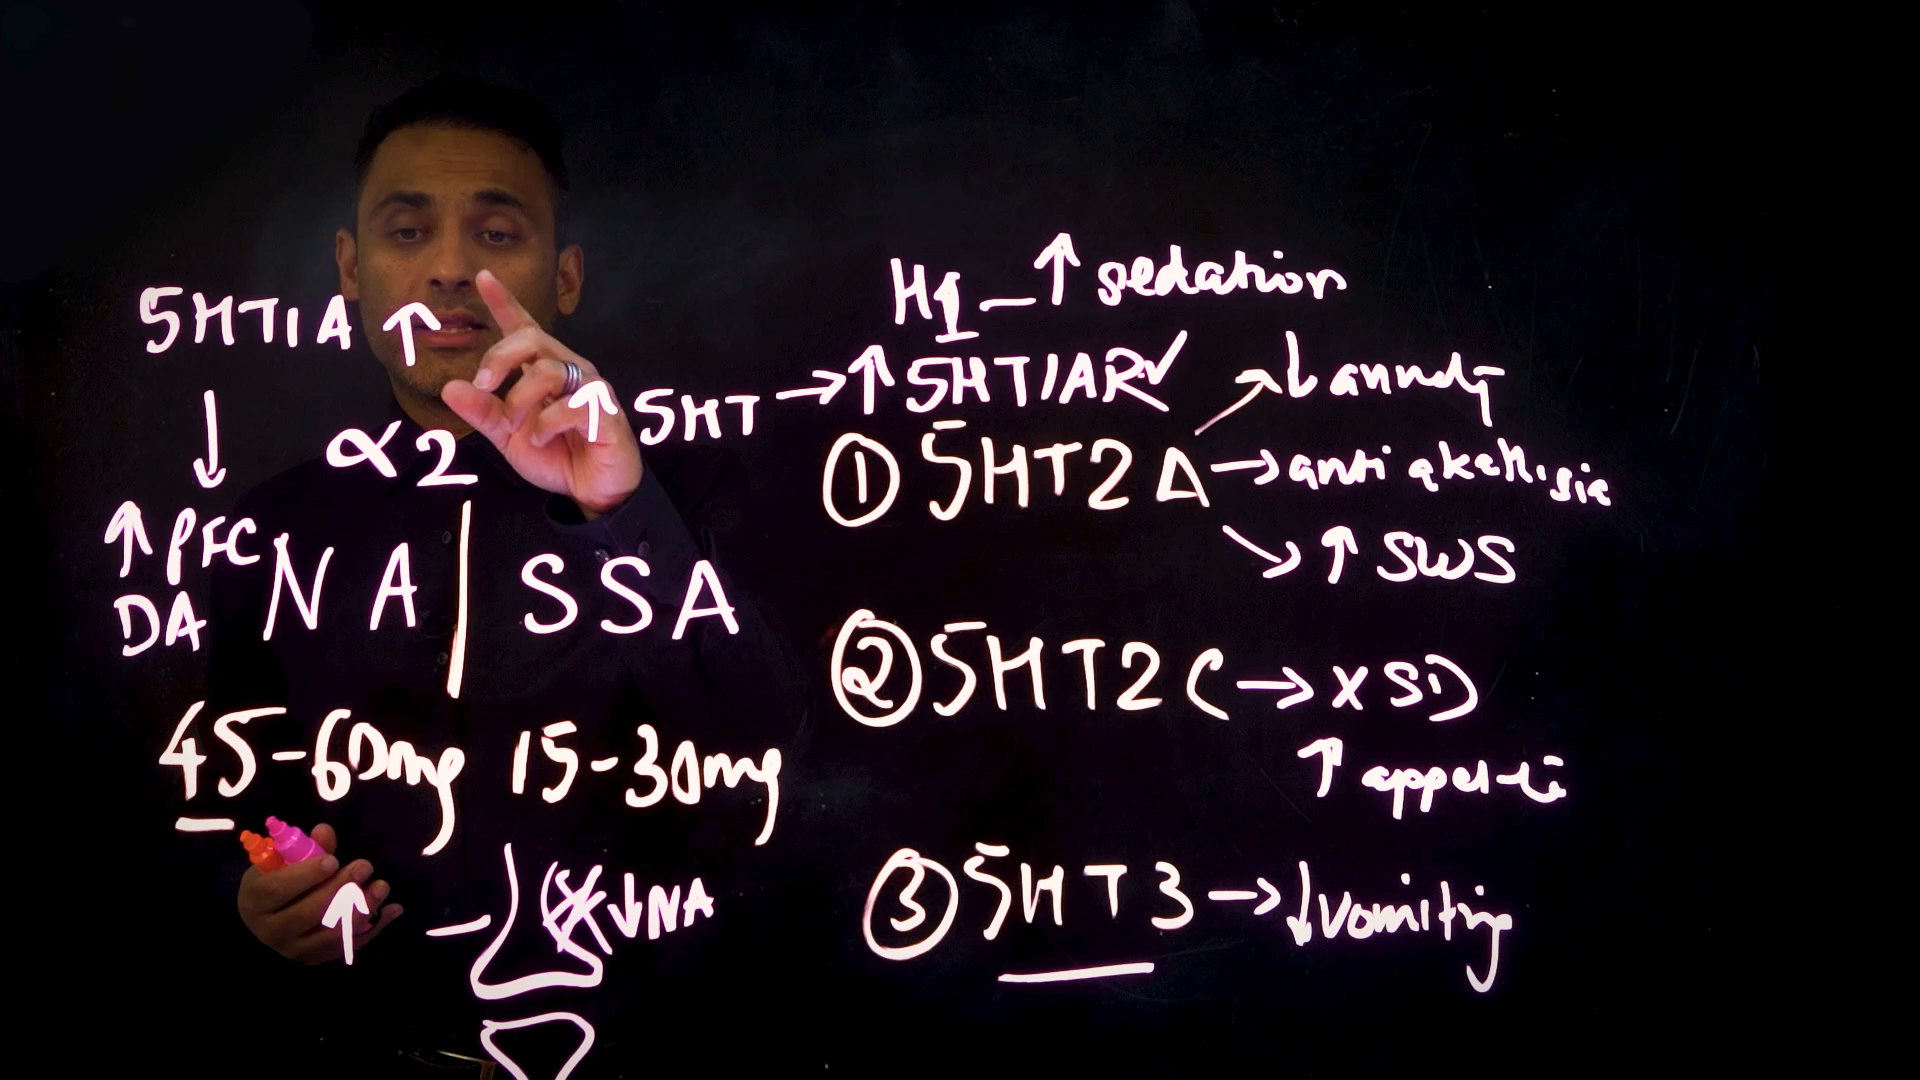 H1 - ↑ sedation
5HT1A ↑
↑ 5HT → ↑ 5HT1AR ✓
↓
↑ PFC
DA
α2
NA | SSA
① 5HT2A
↓ anxiety
→ anti akathisia
↑ SWS
② 5HT2C → X SD
↑ appetite
45-60mg 15-30mg
↑
↓NA
③ 5HT3 → ↓ vomiting